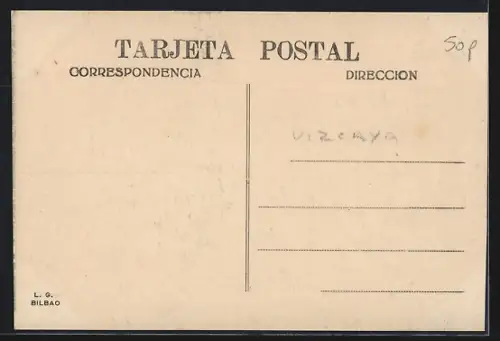 TARJETA POSTAL 50p
CORRESPONDENCIA DIRECCION
VIZCAYA
L. G.
BILBAO